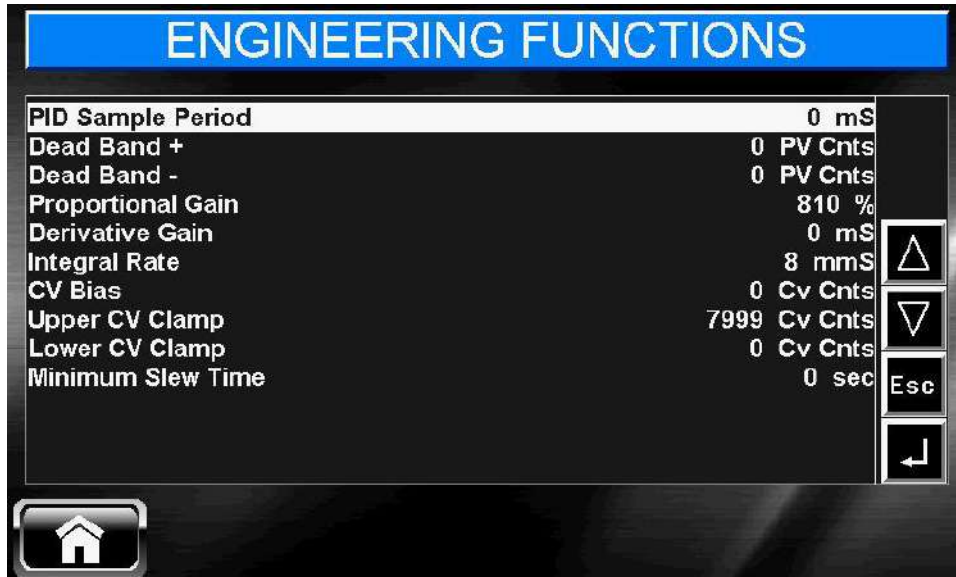 ENGINEERING FUNCTIONS
PID Sample Period 0 mS
Dead Band + 0 PV Cnts
Dead Band - 0 PV Cnts
Proportional Gain 810 %
Derivative Gain 0 mS
Integral Rate 8 mmS
CV Bias 0 Cv Cnts
Upper CV Clamp 7999 Cv Cnts
Lower CV Clamp 0 Cv Cnts
Minimum Slew Time 0 sec
Esc